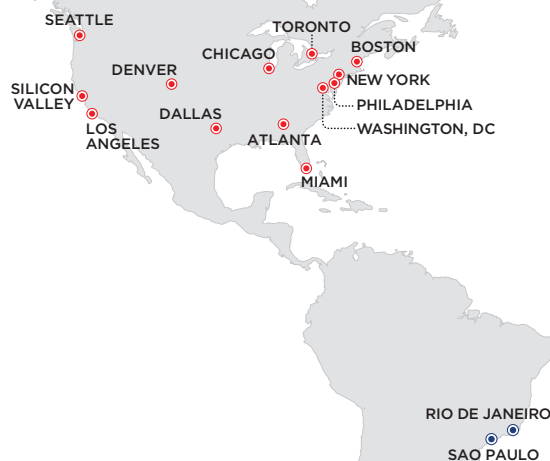 SEATTLE
TORONTO
BOSTON
CHICAGO
DENVER
NEW YORK
SILICON
VALLEY
PHILADELPHIA
DALLAS
LOS
ANGELES
WASHINGTON, DC
ATLANTA
MIAMI
RIO DE JANEIRO
SAO PAULO